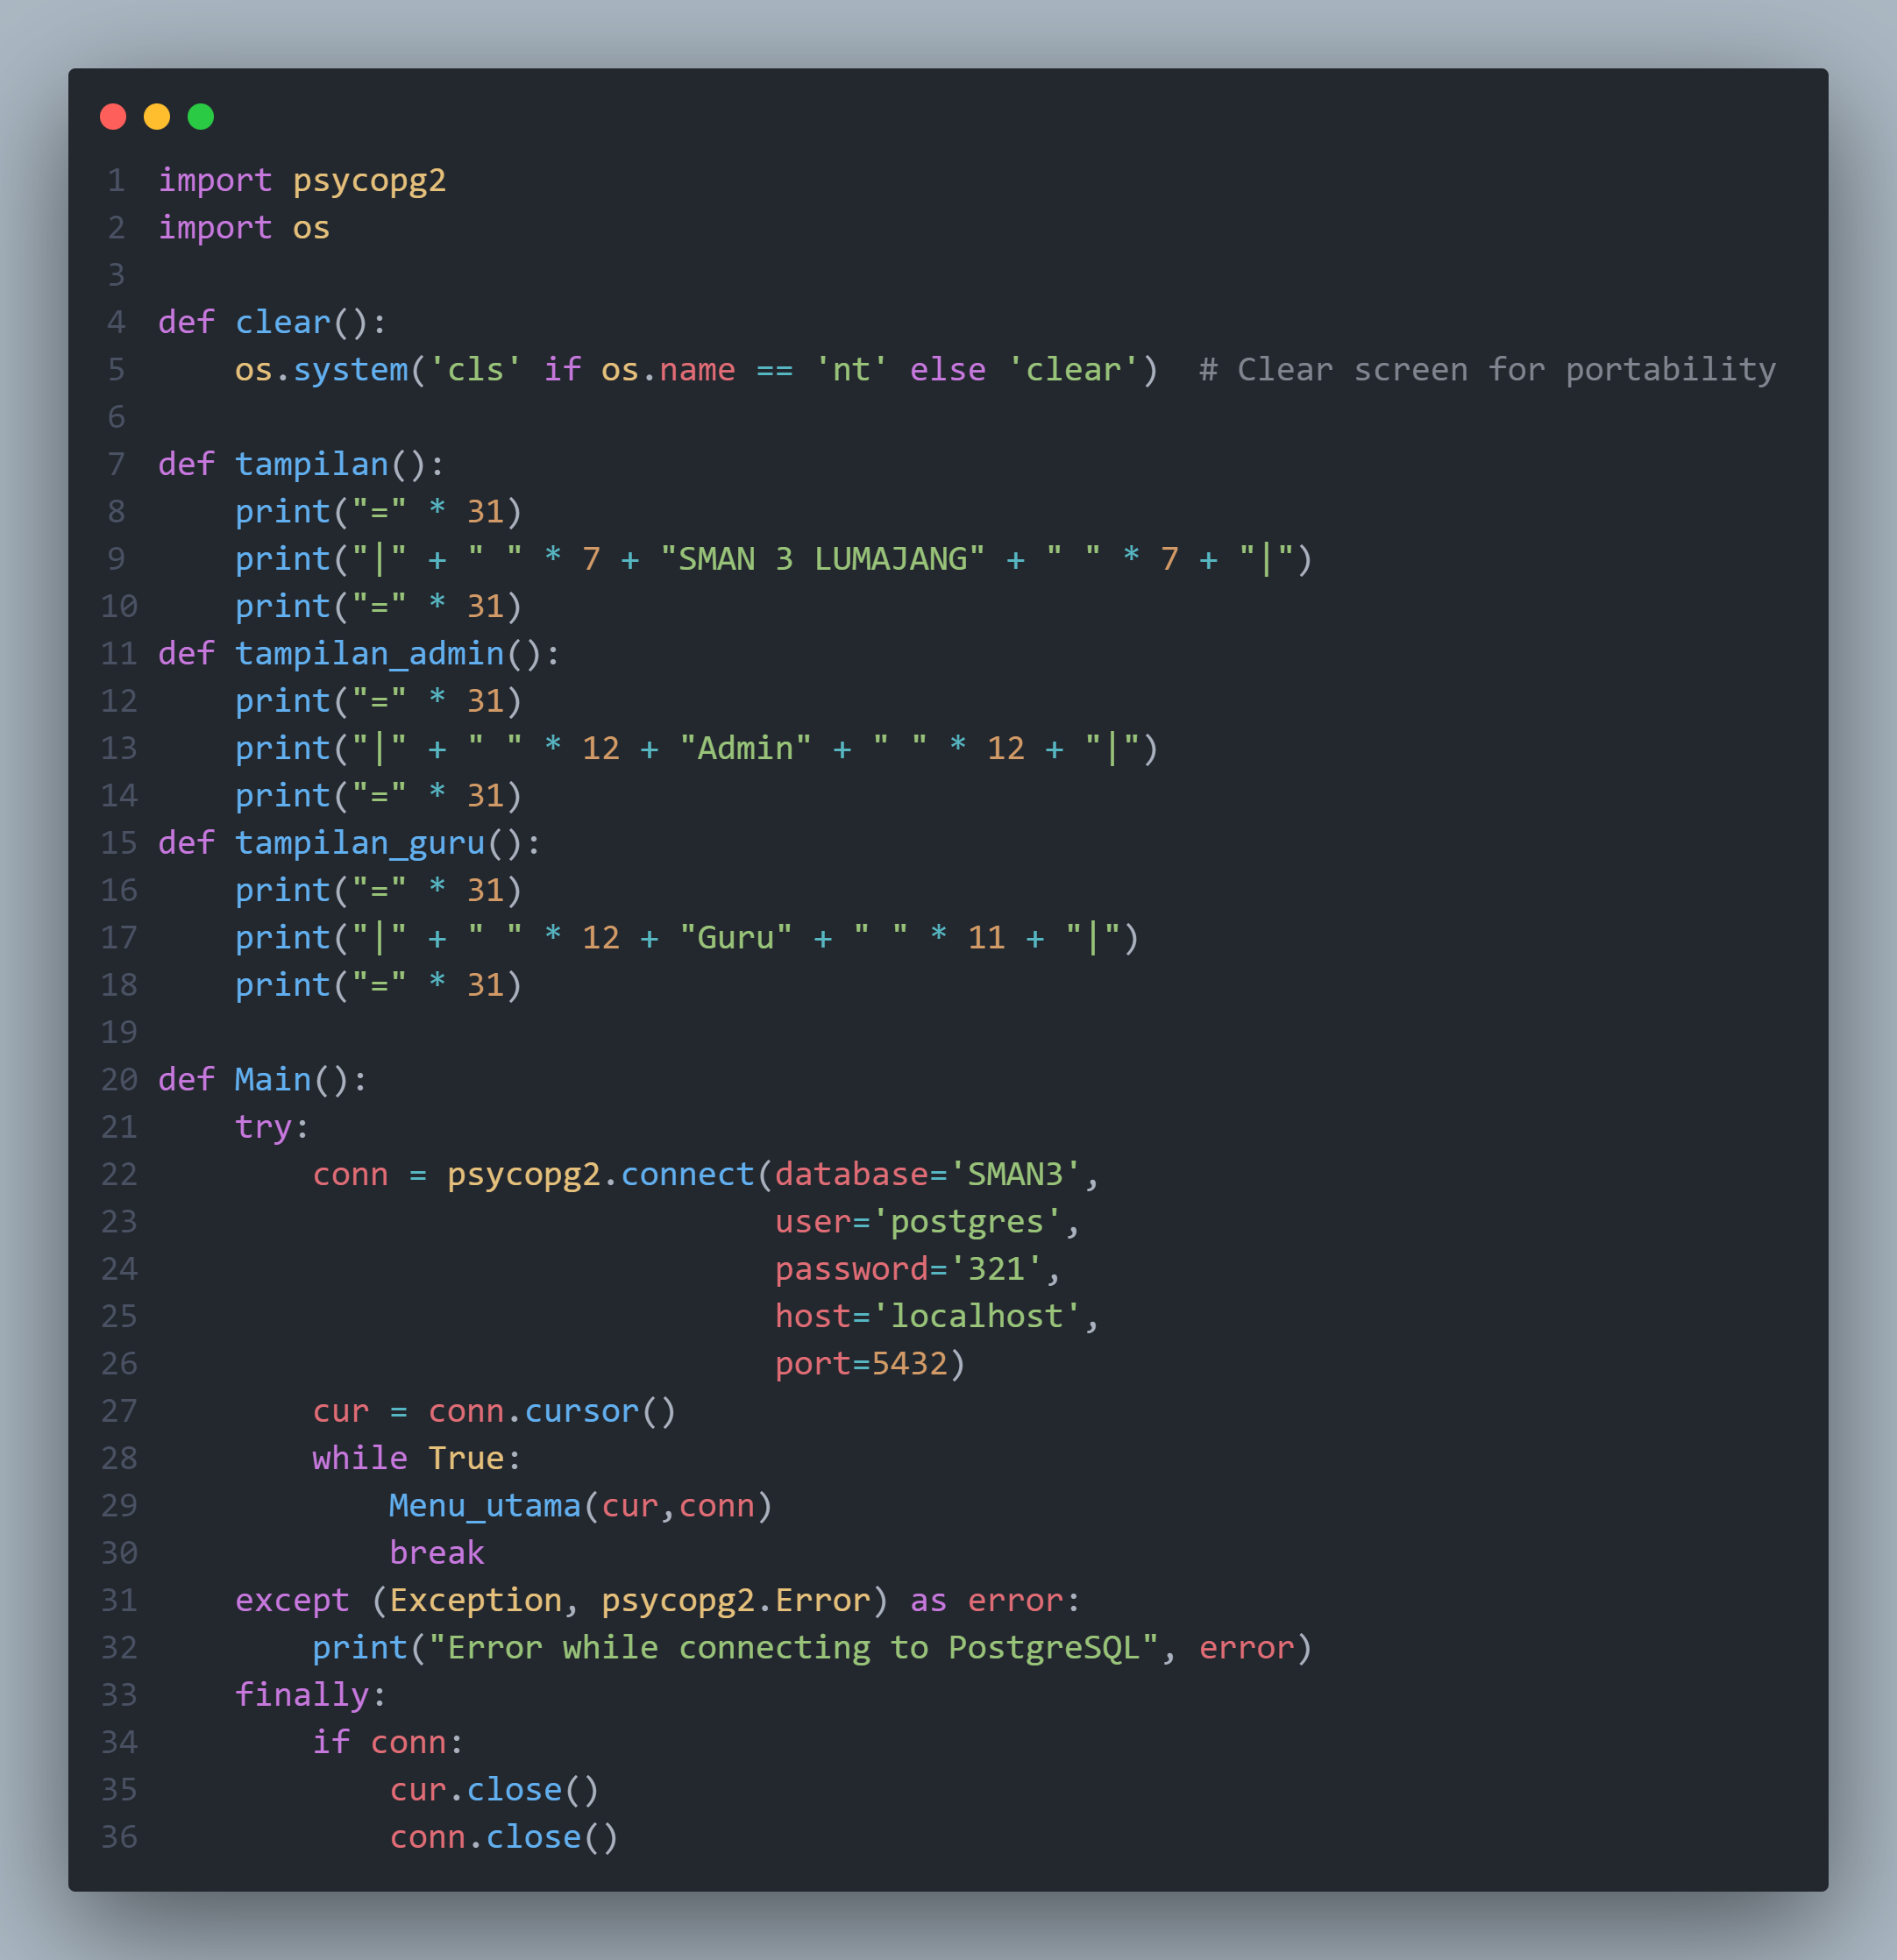 1 import psycopg2
2 import os
3
4 def clear():
5     os.system('cls' if os.name == 'nt' else 'clear')  # Clear screen for portability
6
7 def tampilan():
8     print("=" * 31)
9     print("|" + " " * 7 + "SMAN 3 LUMAJANG" + " " * 7 + "|")
10     print("=" * 31)
11 def tampilan_admin():
12     print("=" * 31)
13     print("|" + " " * 12 + "Admin" + " " * 12 + "|")
14     print("=" * 31)
15 def tampilan_guru():
16     print("=" * 31)
17     print("|" + " " * 12 + "Guru" + " " * 11 + "|")
18     print("=" * 31)
19
20 def Main():
21     try:
22         conn = psycopg2.connect(database='SMAN3',
23                                 user='postgres',
24                                 password='321',
25                                 host='localhost',
26                                 port=5432)
27         cur = conn.cursor()
28         while True:
29             Menu_utama(cur,conn)
30             break
31     except (Exception, psycopg2.Error) as error:
32         print("Error while connecting to PostgreSQL", error)
33     finally:
34         if conn:
35             cur.close()
36             conn.close()